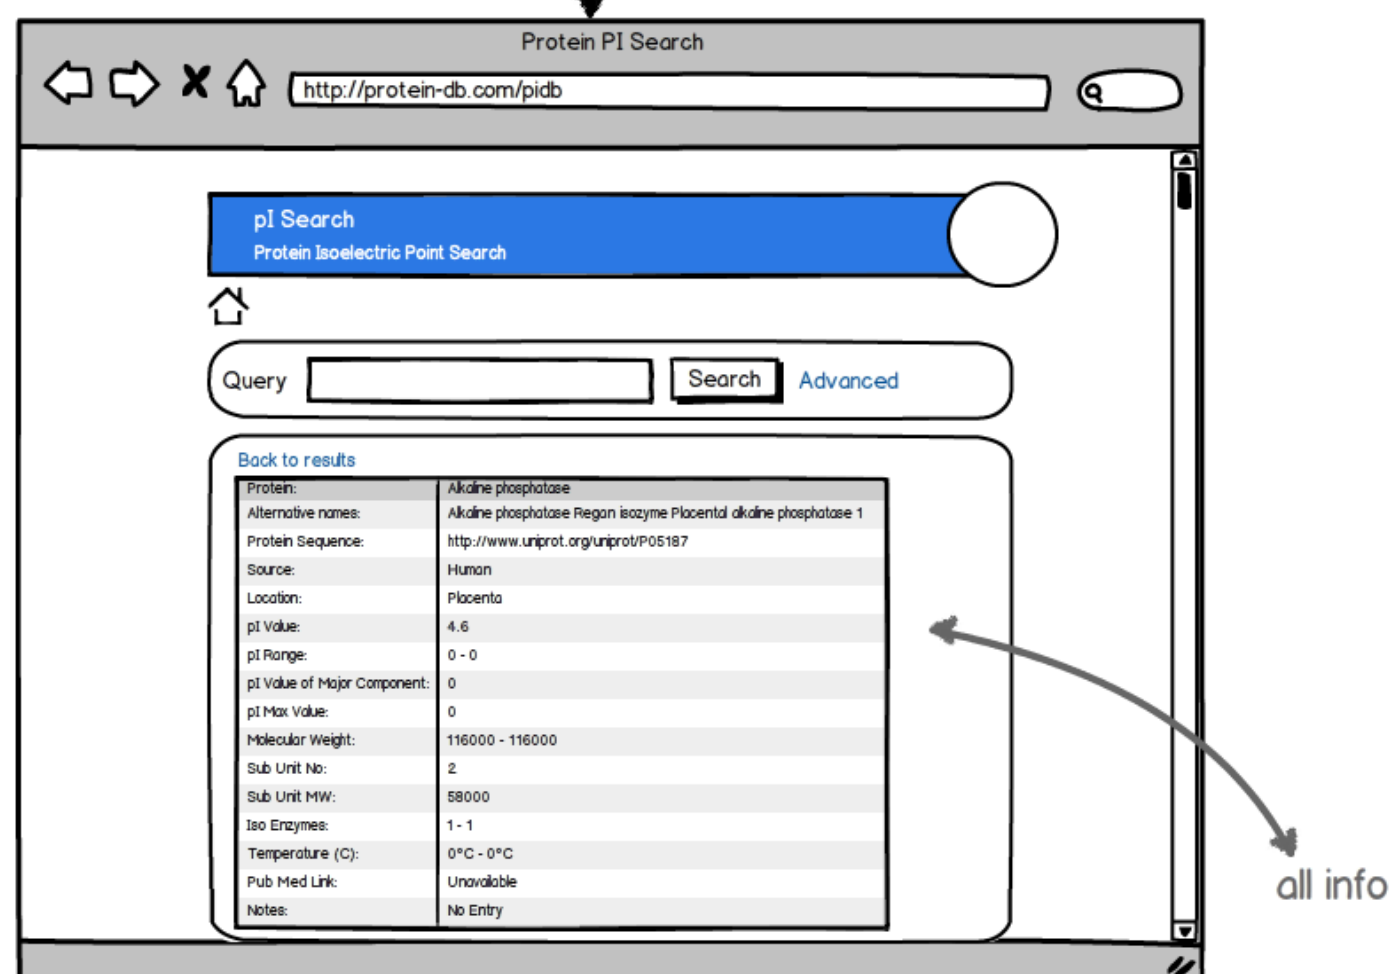 Protein PI Search
http://protein-db.com/pidb
pI Search
Protein Isoelectric Point Search
Query
Search
Advanced
Back to results
Protein: Alkaline phosphatase
Alternative names: Alkaline phosphatase Regan isozyme Placental alkaline phosphatase 1
Protein Sequence: http://www.uniprot.org/uniprot/P05187
Source: Human
Location: Placenta
pI Value: 4.6
pI Range: 0 - 0
pI Value of Major Component: 0
pI Max Value: 0
Molecular Weight: 116000 - 116000
Sub Unit No: 2
Sub Unit MW: 58000
Iso Enzymes: 1 - 1
Temperature (C): 0°C - 0°C
Pub Med Link: Unavailable
Notes: No Entry
all info